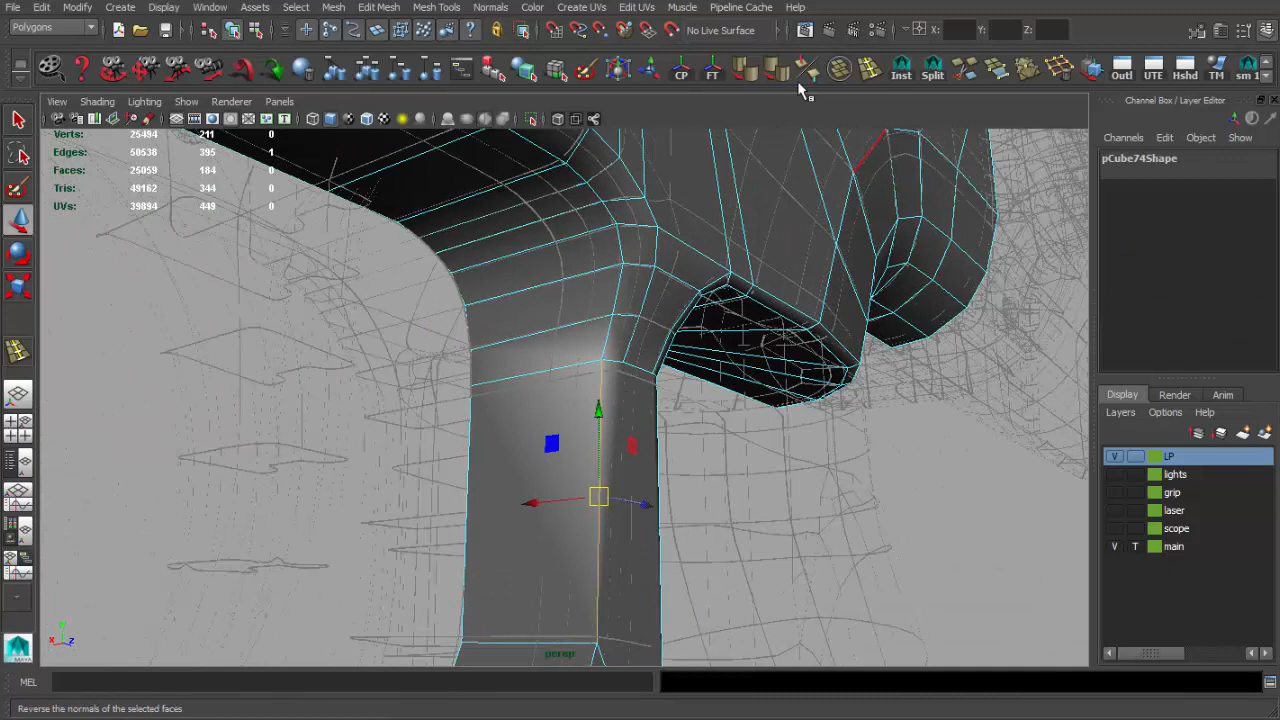 File Edit Modify Create Display Window Assets Select Mesh Edit Mesh Mesh Tools Normals Color Create UVs Edit UVs Muscle Pipeline Cache Help
Polygons No Live Surface X: Y: Z:
CP FT Inst Split Outl UTE Hshd TM sm 1
View Shading Lighting Show Renderer Panels
Channel Box / Layer Editor
Channels Edit Object Show
pCube74Shape
Verts: 25494 211 0
Edges: 50538 395 1
Faces: 25059 184 0
Tris: 49162 344 0
UVs: 39894 449 0
Display Render Anim
Layers Options Help
V LP
lights
grip
laser
scope
V T main
persp
MEL
Reverse the normals of the selected faces